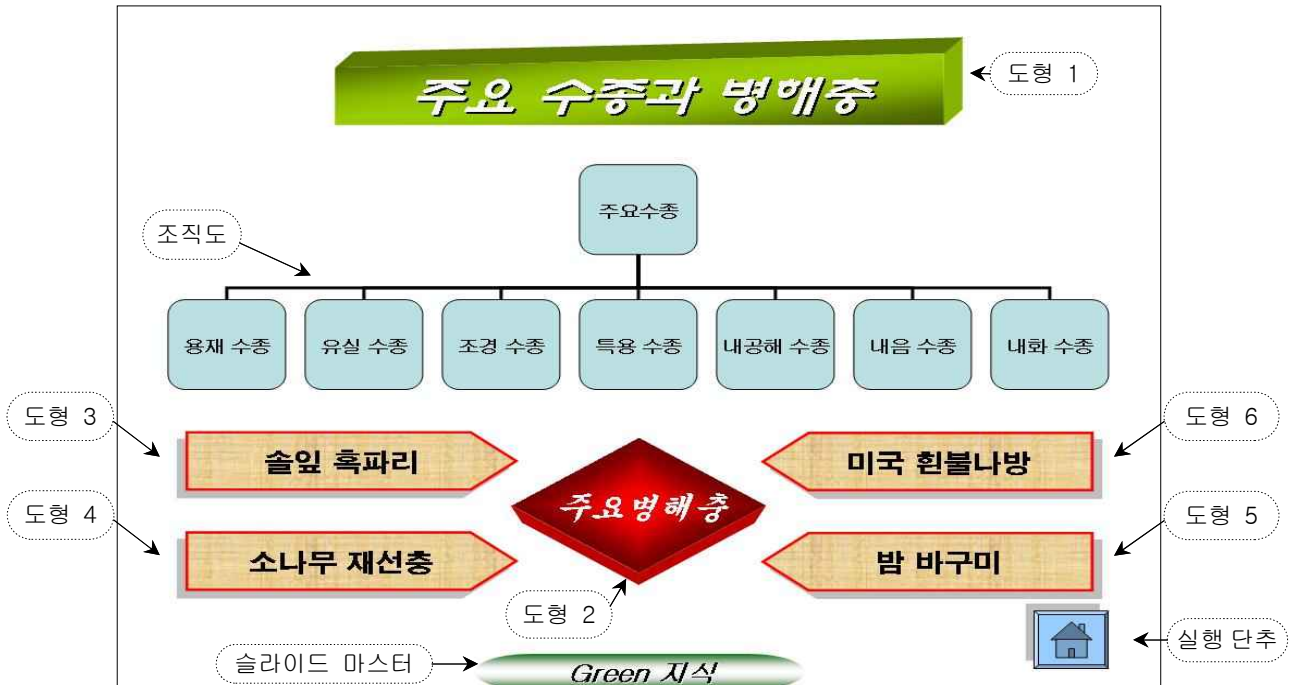 주요 수종과 병해충
도형 1
주요수종
조직도
용재 수종 유실 수종 조경 수종 특용 수종 내공해 수종 내음 수종 내화 수종
도형 3
솔잎 혹파리
미국 흰불나방
도형 6
주요병해충
도형 4
소나무 재선충
밤 바구미
도형 5
도형 2
실행 단추
슬라이드 마스터
Green 지식